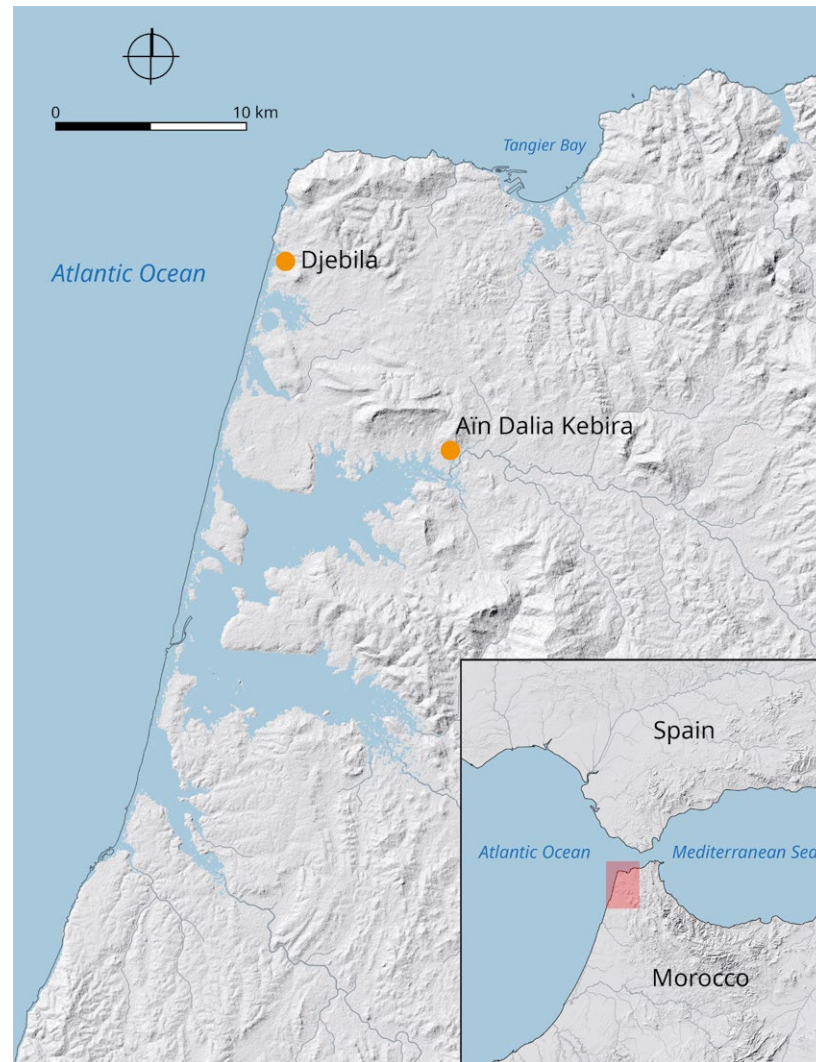 0 10 km
Tangier Bay
Atlantic Ocean
Djebila
Aïn Dalia Kebira
Spain
Atlantic Ocean
Mediterranean Sea
Morocco